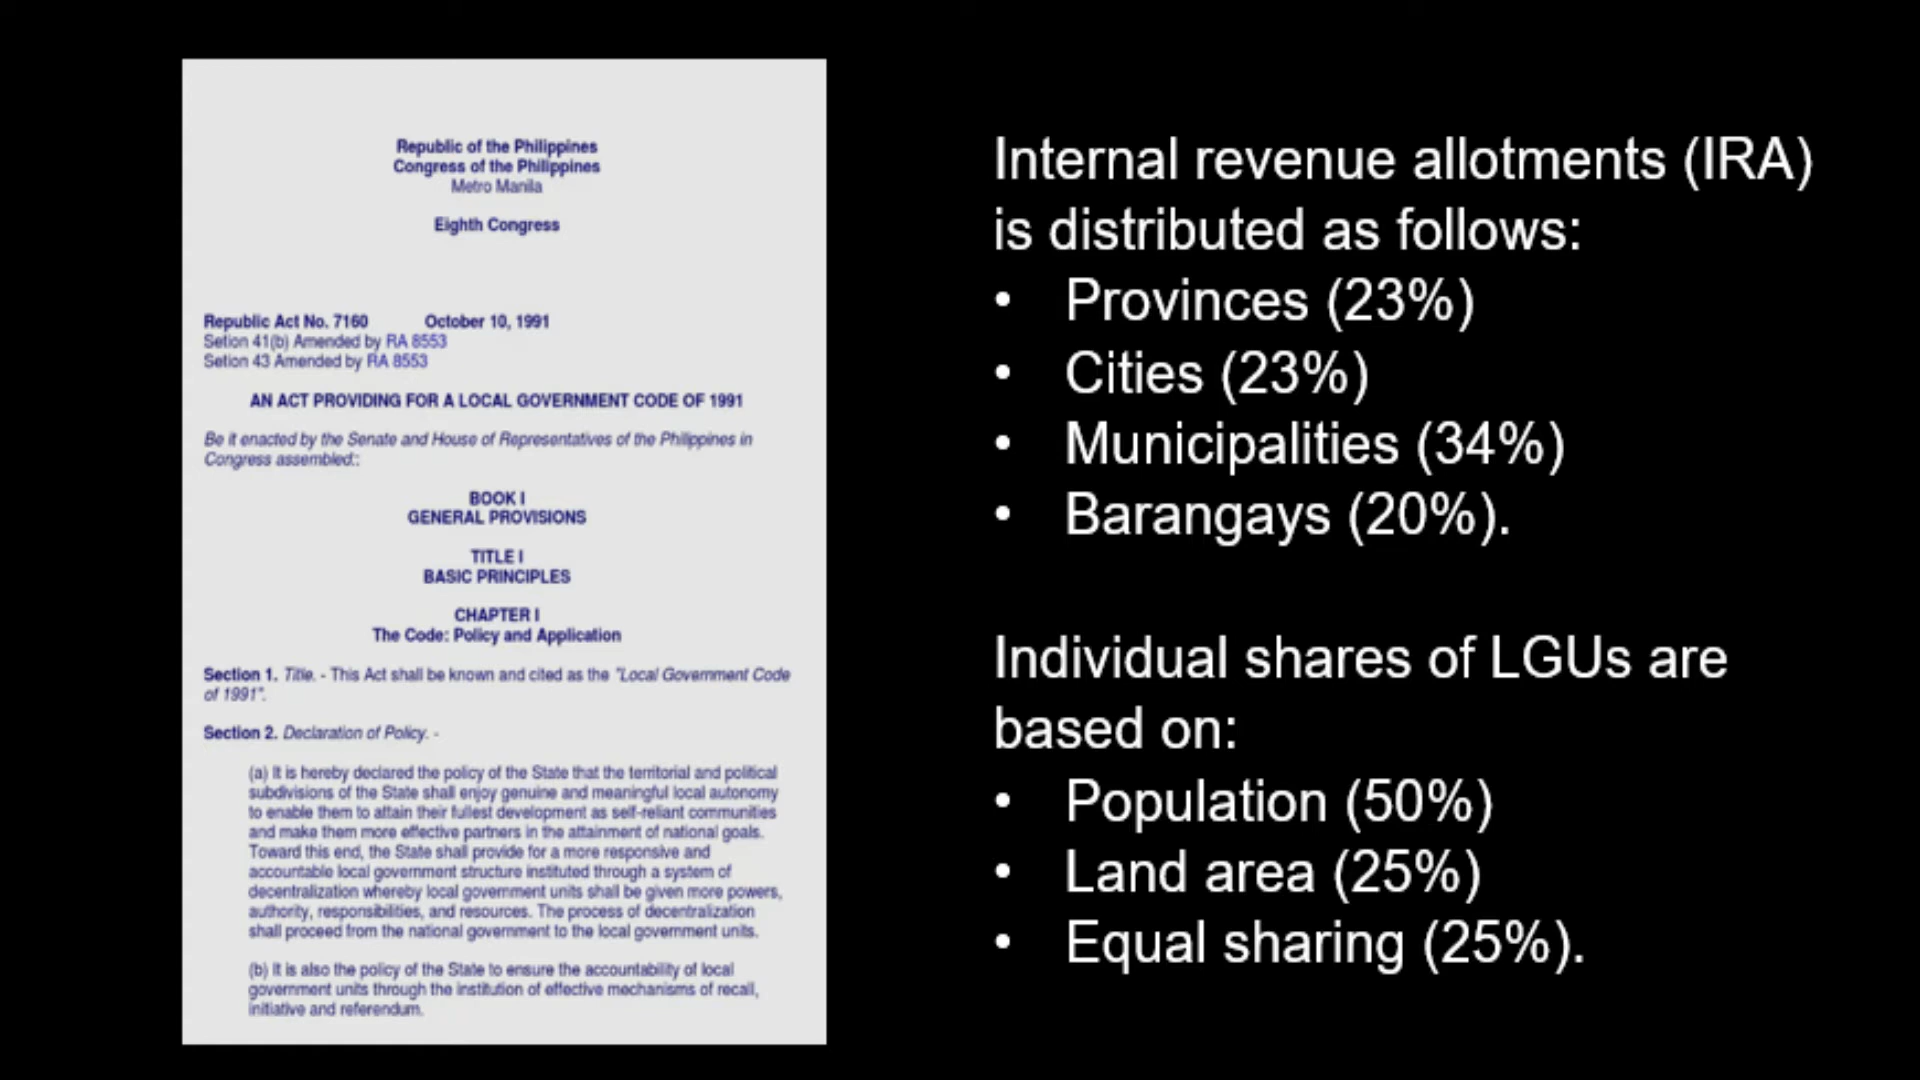 Republic of the Philippines
Congress of the Philippines
Metro Manila
Eighth Congress
Republic Act No. 7160 October 10, 1991
Setion 41(b) Amended by RA 8553
Setion 43 Amended by RA 8553
AN ACT PROVIDING FOR A LOCAL GOVERNMENT CODE OF 1991
Be it enacted by the Senate and House of Representatives of the Philippines in
Congress assembled::
BOOK I
GENERAL PROVISIONS
TITLE I
BASIC PRINCIPLES
CHAPTER I
The Code: Policy and Application
Section 1. Title. - This Act shall be known and cited as the "Local Government Code
of 1991".
Section 2. Declaration of Policy. -
(a) It is hereby declared the policy of the State that the territorial and political
subdivisions of the State shall enjoy genuine and meaningful local autonomy
to enable them to attain their fullest development as self-reliant communities
and make them more effective partners in the attainment of national goals.
Toward this end, the State shall provide for a more responsive and
accountable local government structure instituted through a system of
decentralization whereby local government units shall be given more powers,
authority, responsibilities, and resources. The process of decentralization
shall proceed from the national government to the local government units.
(b) It is also the policy of the State to ensure the accountability of local
government units through the institution of effective mechanisms of recall,
initiative and referendum.
Internal revenue allotments (IRA)
is distributed as follows:
• Provinces (23%)
• Cities (23%)
• Municipalities (34%)
• Barangays (20%).
Individual shares of LGUs are
based on:
• Population (50%)
• Land area (25%)
• Equal sharing (25%).